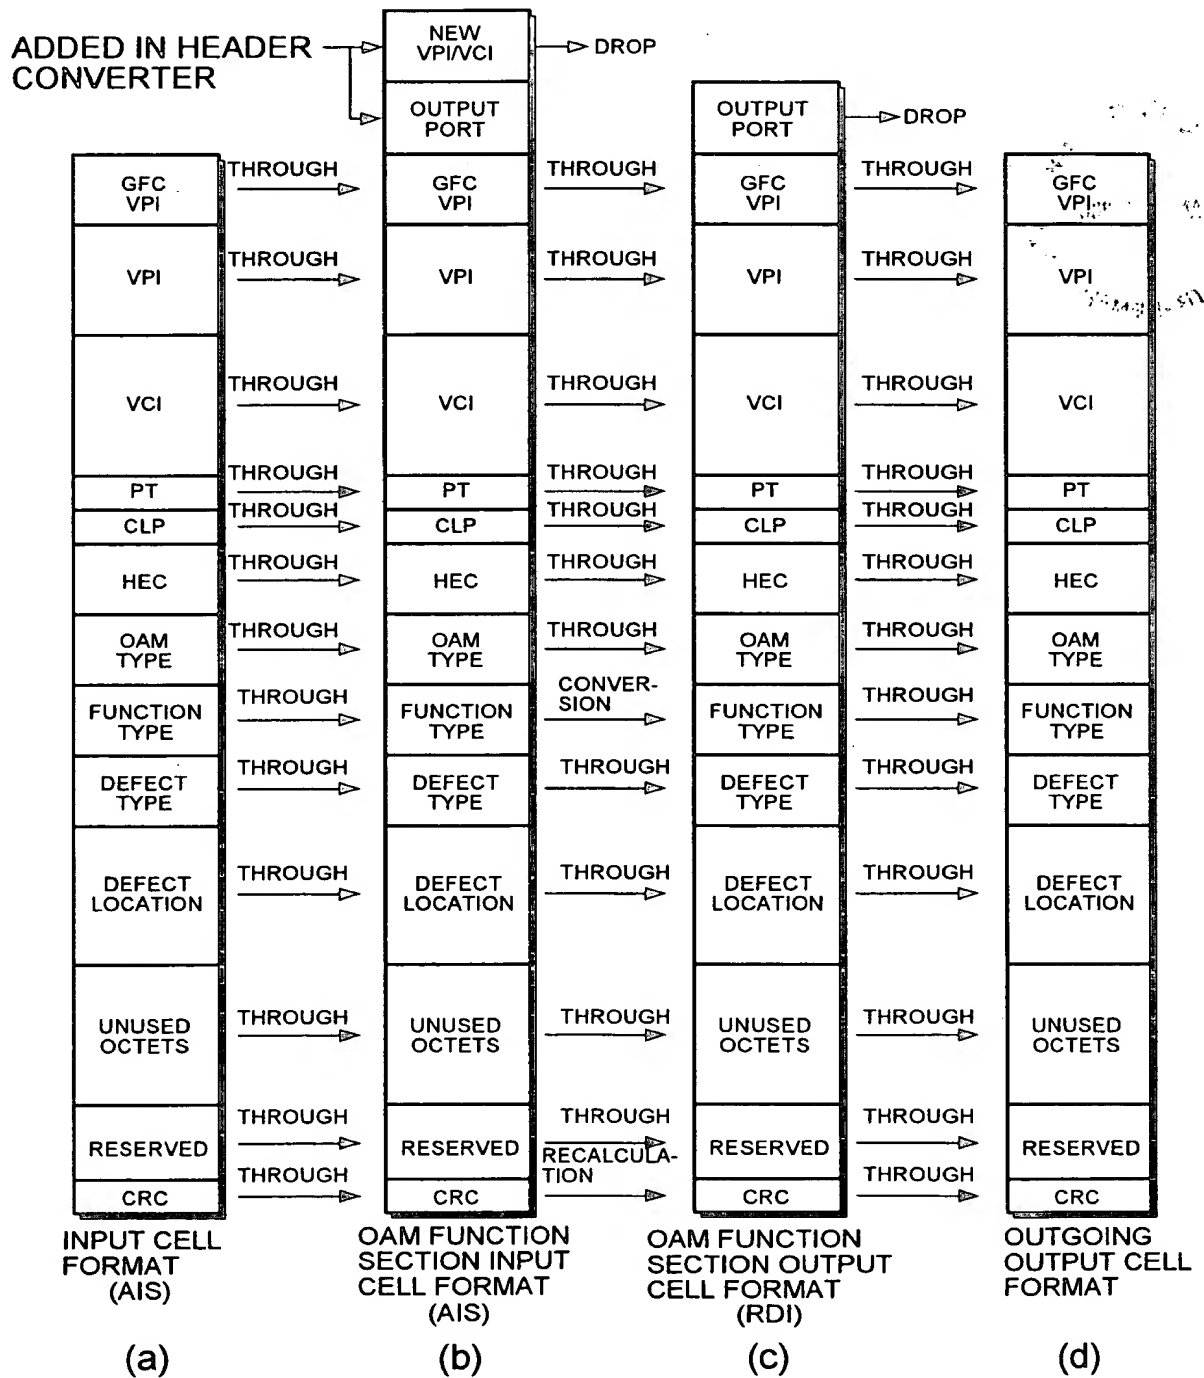 ADDED IN HEADER
CONVERTER
NEW
VPI/VCI
DROP
OUTPUT
PORT
OUTPUT
PORT
DROP
GFC
VPI
THROUGH
GFC
VPI
THROUGH
GFC
VPI
THROUGH
GFC
VPI
VPI
THROUGH
VPI
THROUGH
VPI
THROUGH
VPI
VCI
THROUGH
VCI
THROUGH
VCI
THROUGH
VCI
PT
THROUGH
PT
THROUGH
PT
THROUGH
PT
CLP
THROUGH
CLP
THROUGH
CLP
THROUGH
CLP
HEC
THROUGH
HEC
THROUGH
HEC
THROUGH
HEC
OAM
TYPE
THROUGH
OAM
TYPE
THROUGH
OAM
TYPE
THROUGH
OAM
TYPE
FUNCTION
TYPE
THROUGH
FUNCTION
TYPE
CONVER-
SION
FUNCTION
TYPE
THROUGH
FUNCTION
TYPE
DEFECT
TYPE
THROUGH
DEFECT
TYPE
THROUGH
DEFECT
TYPE
THROUGH
DEFECT
TYPE
DEFECT
LOCATION
THROUGH
DEFECT
LOCATION
THROUGH
DEFECT
LOCATION
THROUGH
DEFECT
LOCATION
UNUSED
OCTETS
THROUGH
UNUSED
OCTETS
THROUGH
UNUSED
OCTETS
THROUGH
UNUSED
OCTETS
RESERVED
THROUGH
RESERVED
THROUGH
RESERVED
THROUGH
RESERVED
CRC
THROUGH
CRC
RECALCULA-
TION
CRC
THROUGH
CRC
INPUT CELL
FORMAT
(AIS)
OAM FUNCTION
SECTION INPUT
CELL FORMAT
(AIS)
OAM FUNCTION
SECTION OUTPUT
CELL FORMAT
(RDI)
OUTGOING
OUTPUT CELL
FORMAT
(a)
(b)
(c)
(d)